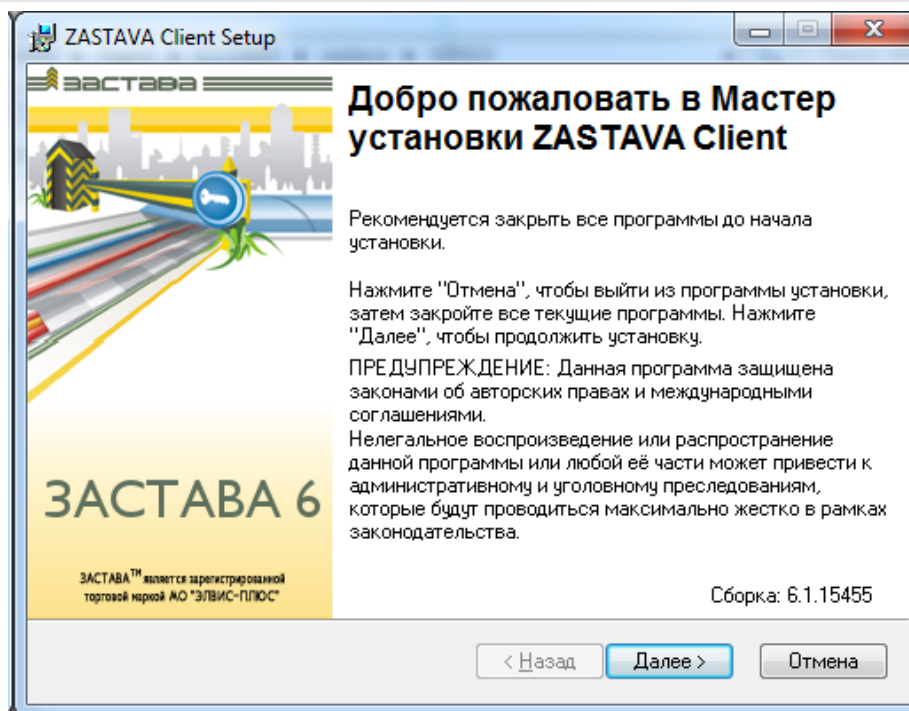 ZASTAVA Client Setup
ЗАСТАВА
Добро пожаловать в Мастер
установки ZASTAVA Client
Рекомендуется закрыть все программы до начала
установки.
Нажмите "Отмена", чтобы выйти из программы установки,
затем закройте все текущие программы. Нажмите
"Далее", чтобы продолжить установку.
ПРЕДУПРЕЖДЕНИЕ: Данная программа защищена
законами об авторских правах и международными
соглашениями.
Нелегальное воспроизведение или распространение
данной программы или любой её части может привести к
административному и уголовному преследованиям,
которые будут проводиться максимально жестко в рамках
законодательства.
ЗАСТАВА 6
ЗАСТАВА™ является зарегистрированной
торговой маркой АО "ЭЛВИС-ПЛЮС"
Сборка: 6.1.15455
< Назад
Далее >
Отмена